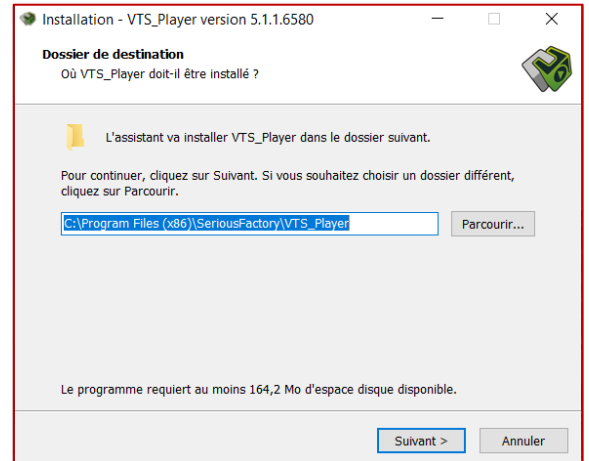 Installation - VTS_Player version 5.1.1.6580
Dossier de destination
Où VTS_Player doit-il être installé ?
L'assistant va installer VTS_Player dans le dossier suivant.
Pour continuer, cliquez sur Suivant. Si vous souhaitez choisir un dossier différent,
cliquez sur Parcourir.
C:\Program Files (x86)\SeriousFactory\VTS_Player
Parcourir...
Le programme requiert au moins 164,2 Mo d'espace disque disponible.
Suivant >
Annuler